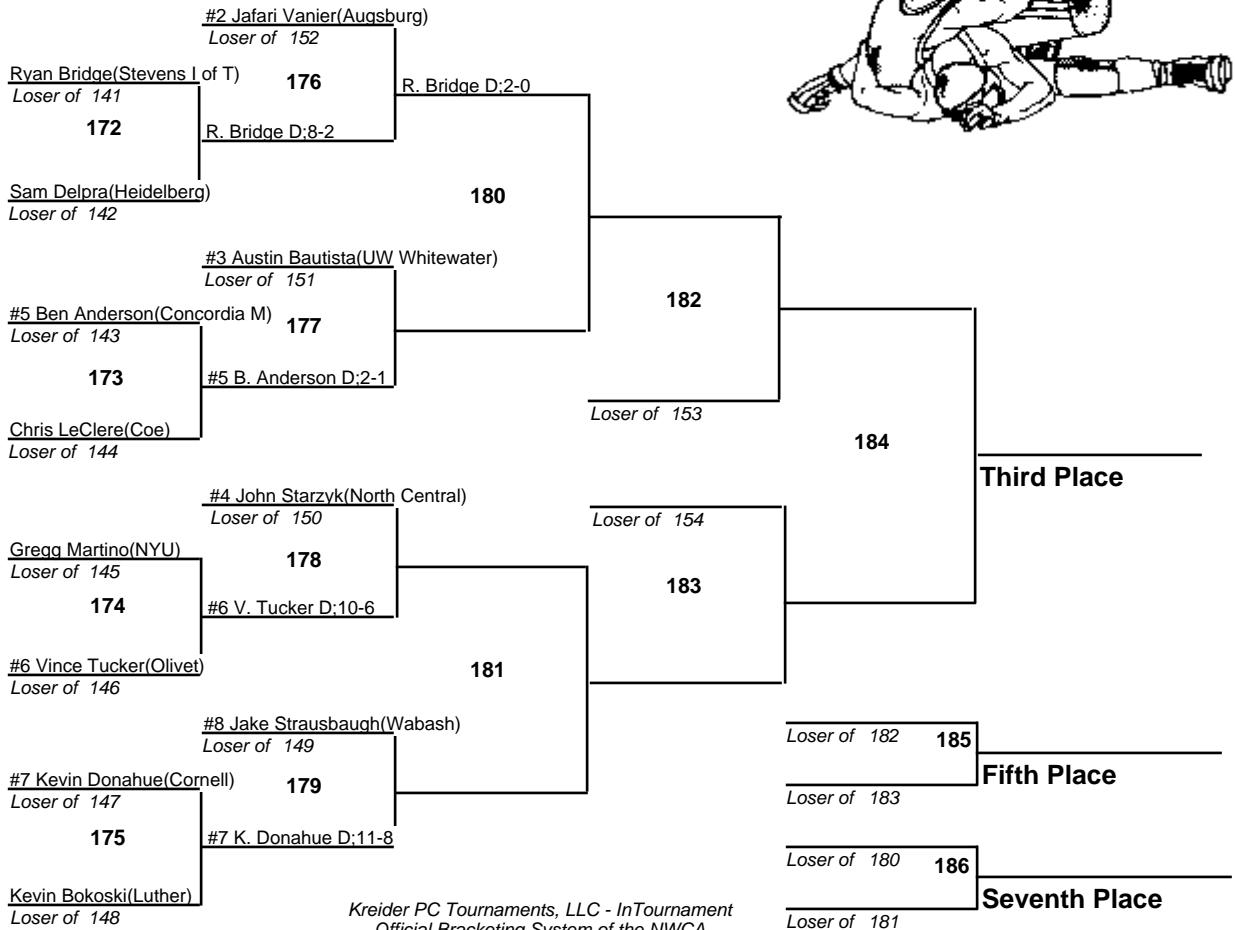 #2 Jafari Vanier(Augsburg)
Loser of 152
Ryan Bridge(Stevens I of T)
Loser of 141
176
R. Bridge D;2-0
172
R. Bridge D;8-2
Sam Delpra(Heidelberg)
Loser of 142
180
#3 Austin Bautista(UW Whitewater)
Loser of 151
#5 Ben Anderson(Concordia M)
Loser of 143
177
182
173
#5 B. Anderson D;2-1
Loser of 153
Chris LeClere(Coe)
Loser of 144
184
Third Place
#4 John Starzyk(North Central)
Loser of 150
Loser of 154
Gregg Martino(NYU)
Loser of 145
178
183
174
#6 V. Tucker D;10-6
#6 Vince Tucker(Olivet)
Loser of 146
181
#8 Jake Strausbaugh(Wabash)
Loser of 149
Loser of 182
185
Fifth Place
#7 Kevin Donahue(Cornell)
Loser of 147
179
Loser of 183
175
#7 K. Donahue D;11-8
Loser of 180
186
Seventh Place
Kevin Bokoski(Luther)
Loser of 148
Loser of 181
Kreider PC Tournaments, LLC - InTournament
Official Bracketing System of the NWCA